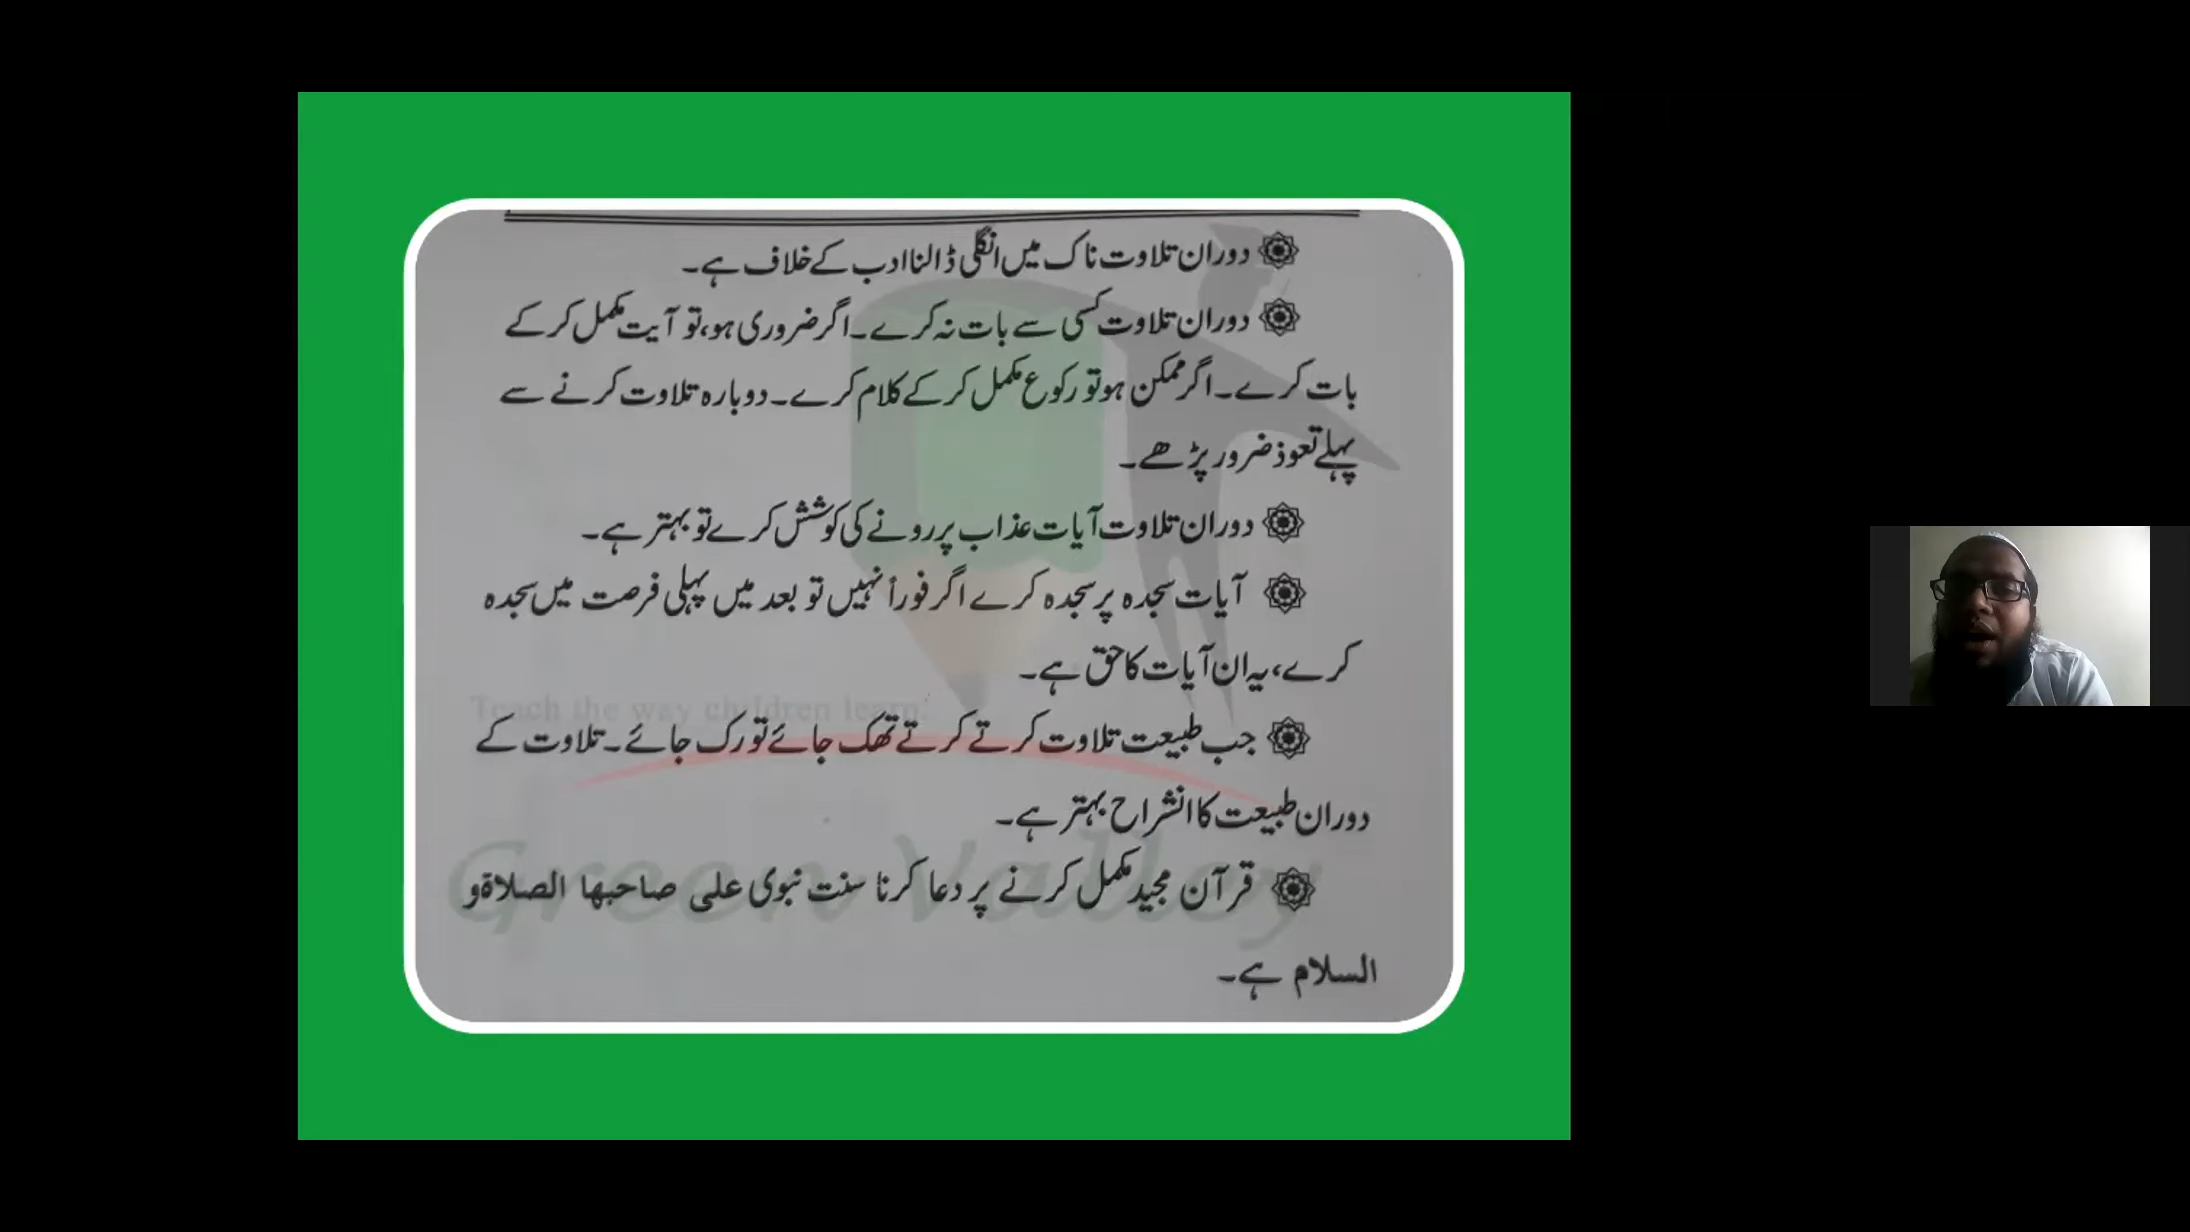 دوران تلاوت ناک میں انگلی ڈالنا ادب کے خلاف ہے۔
دوران تلاوت کسی سے بات نہ کرے۔ اگر ضروری ہو، تو آیت مکمل کر کے
بات کرے۔ اگر ممکن ہو تو رکوع مکمل کر کے کلام کرے۔ دوبارہ تلاوت کرنے سے
پہلے تعوذ ضرور پڑھے۔
دوران تلاوت آیات عذاب پر رونے کی کوشش کرے تو بہتر ہے۔
آیات سجدہ پر سجدہ کرے اگر فوراً نہیں تو بعد میں پہلی فرصت میں سجدہ
کرے، یہ ان آیات کا حق ہے۔
Teach the way children learn.
جب طبیعت تلاوت کرتے کرتے تھک جائے تو رک جائے۔ تلاوت کے
دوران طبیعت کا انشراح بہتر ہے۔
Green Valley
قرآن مجید مکمل کرنے پر دعا کرنا سنت نبوی علی صاحبها الصلاة و
السلام ہے۔